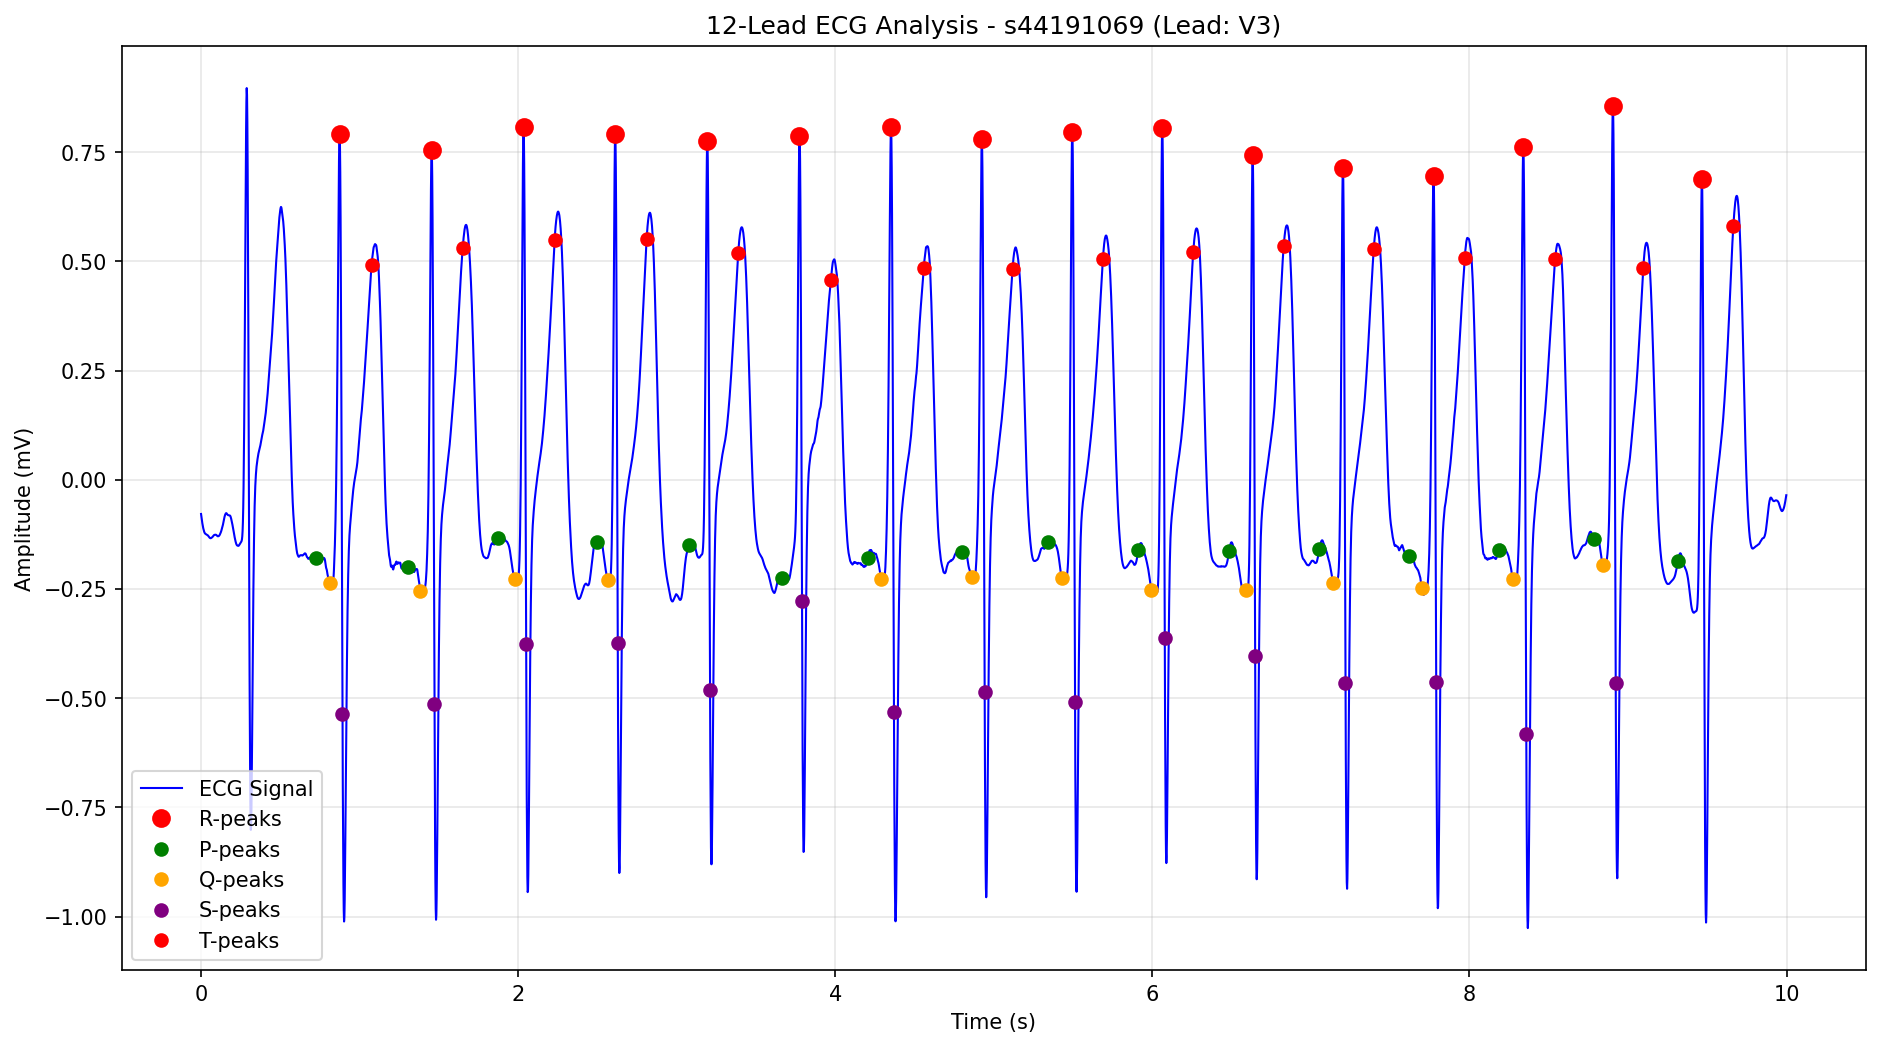 12-Lead ECG Analysis - s44191069 (Lead: V3)
Amplitude (mV)
0.75
0.50
0.25
0.00
−0.25
−0.50
−0.75
−1.00
ECG Signal
R-peaks
P-peaks
Q-peaks
S-peaks
T-peaks
0 2 4 6 8 10
Time (s)